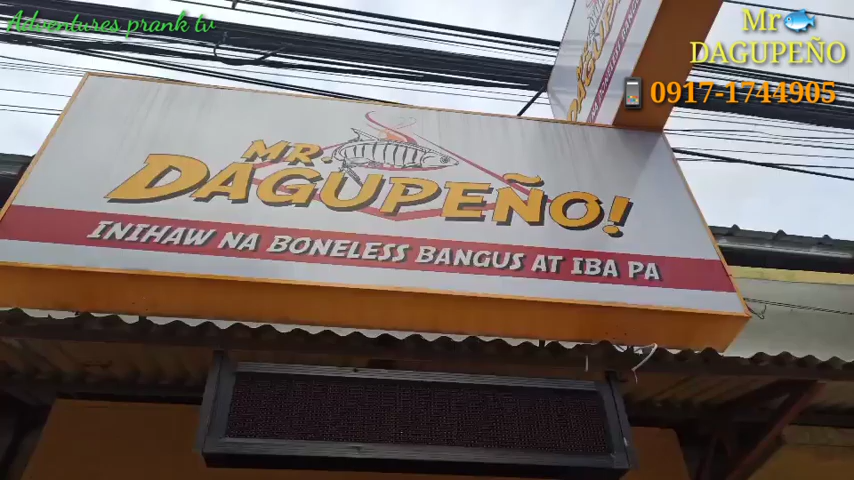 Adventures prank tv
Mr
DAGUPEÑO
0917-1744905
MR.
DAGUPEÑO!
INIHAW NA BONELESS BANGUS AT IBA PA